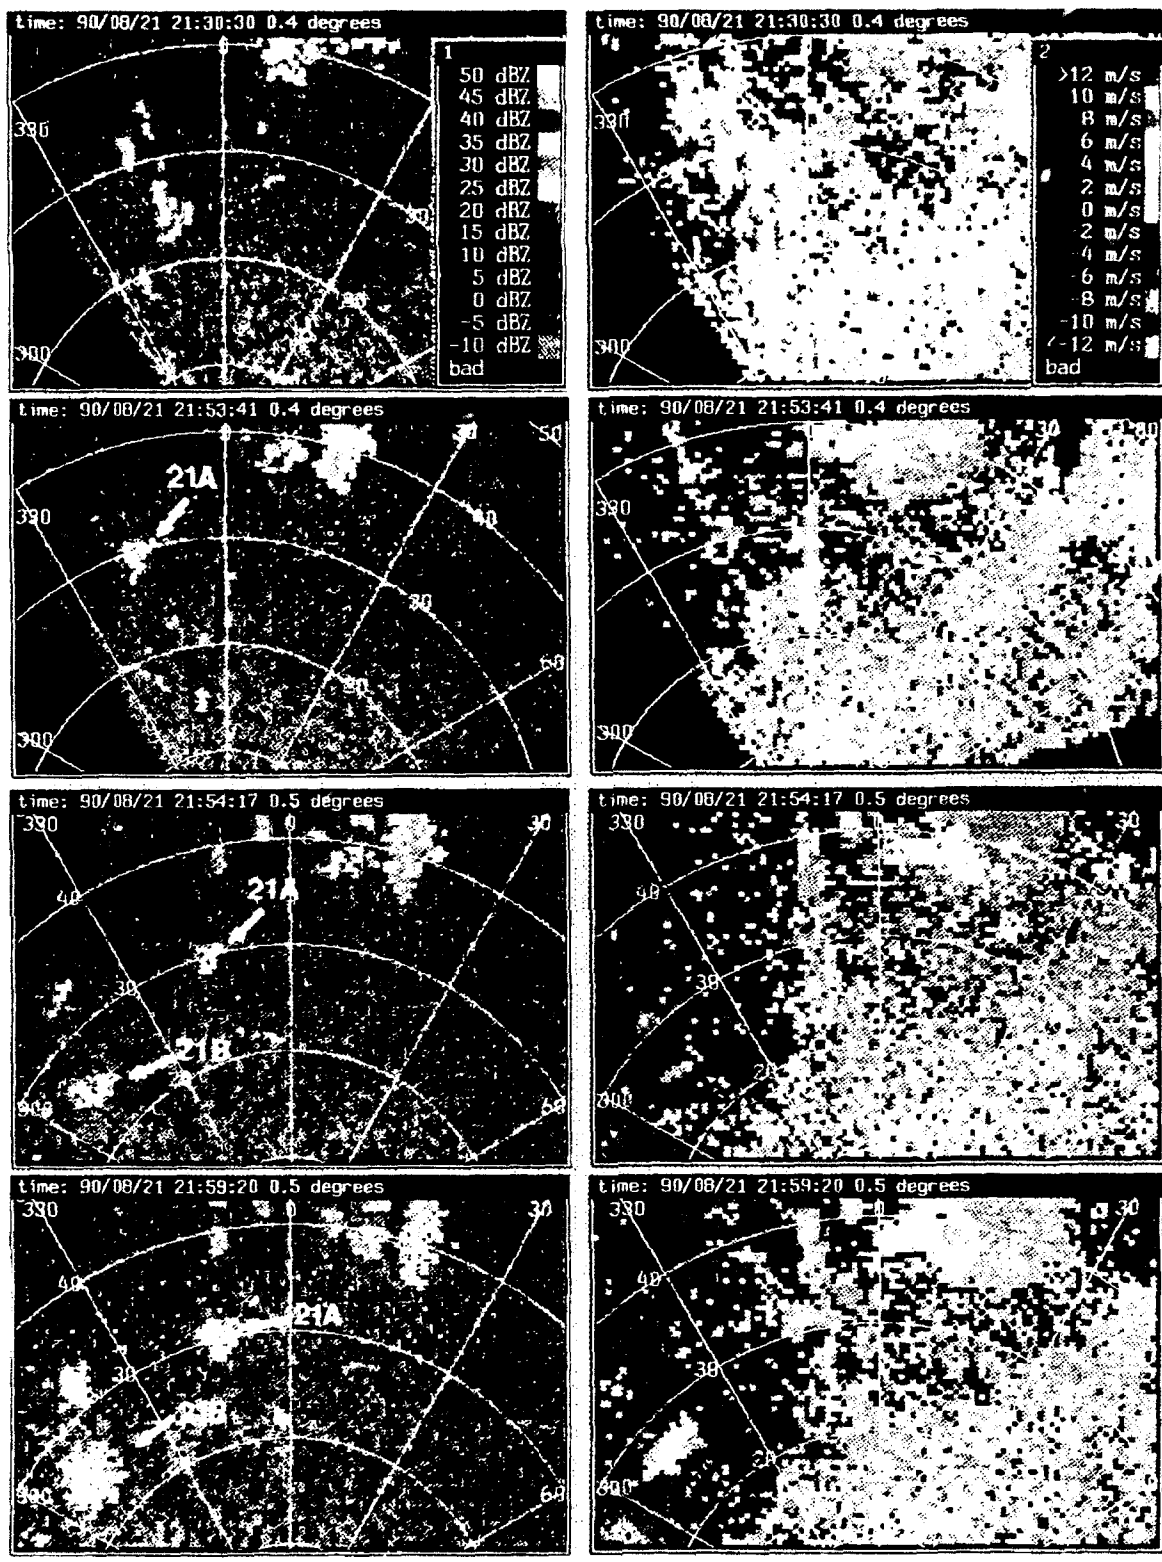 time: 90/08/21 21:30:30 0.4 degrees
0
330
300
1
50 dBZ
45 dBZ
40 dBZ
35 dBZ
30 dBZ
25 dBZ
20 dBZ
15 dBZ
10 dBZ
5 dBZ
0 dBZ
-5 dBZ
-10 dBZ
bad
time: 90/08/21 21:30:30 0.4 degrees
330
300
2
>12 m/s
10 m/s
8 m/s
6 m/s
4 m/s
2 m/s
0 m/s
-2 m/s
-4 m/s
-6 m/s
-8 m/s
-10 m/s
<-12 m/s
bad
time: 90/08/21 21:53:41 0.4 degrees
0
30
50
21A
330
40
30
60
300
time: 90/08/21 21:53:41 0.4 degrees
30
330
300
time: 90/08/21 21:54:17 0.5 degrees
330
0
30
40
21A
30
21B
300
60
time: 90/08/21 21:54:17 0.5 degrees
330
30
40
30
300
time: 90/08/21 21:59:20 0.5 degrees
330
0
30
40
21A
30
21B
300
60
time: 90/08/21 21:59:20 0.5 degrees
330
0
30
40
30
300